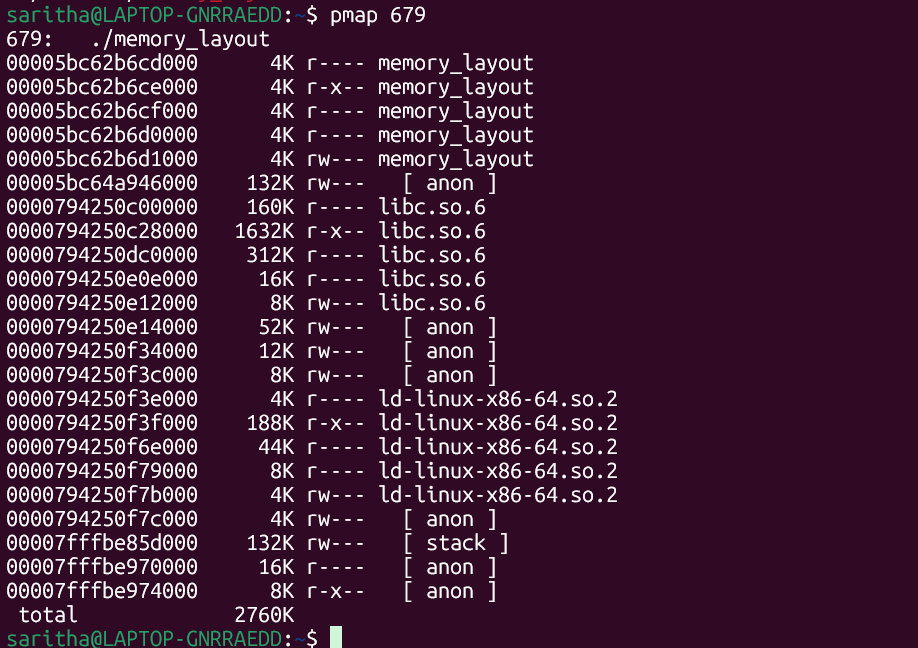 saritha@LAPTOP-GNRRAEDD:~$ pmap 679
679:   ./memory_layout
00005bc62b6cd000      4K r---- memory_layout
00005bc62b6ce000      4K r-x-- memory_layout
00005bc62b6cf000      4K r---- memory_layout
00005bc62b6d0000      4K r---- memory_layout
00005bc62b6d1000      4K rw--- memory_layout
00005bc64a946000    132K rw---   [ anon ]
0000794250c00000    160K r---- libc.so.6
0000794250c28000   1632K r-x-- libc.so.6
0000794250dc0000    312K r---- libc.so.6
0000794250e0e000     16K r---- libc.so.6
0000794250e12000      8K rw--- libc.so.6
0000794250e14000     52K rw---   [ anon ]
0000794250f34000     12K rw---   [ anon ]
0000794250f3c000      8K rw---   [ anon ]
0000794250f3e000      4K r---- ld-linux-x86-64.so.2
0000794250f3f000    188K r-x-- ld-linux-x86-64.so.2
0000794250f6e000     44K r---- ld-linux-x86-64.so.2
0000794250f79000      8K r---- ld-linux-x86-64.so.2
0000794250f7b000      4K rw--- ld-linux-x86-64.so.2
0000794250f7c000      4K rw---   [ anon ]
00007fffbe85d000    132K rw---   [ stack ]
00007fffbe970000     16K r----   [ anon ]
00007fffbe974000      8K r-x--   [ anon ]
 total             2760K
saritha@LAPTOP-GNRRAEDD:~$